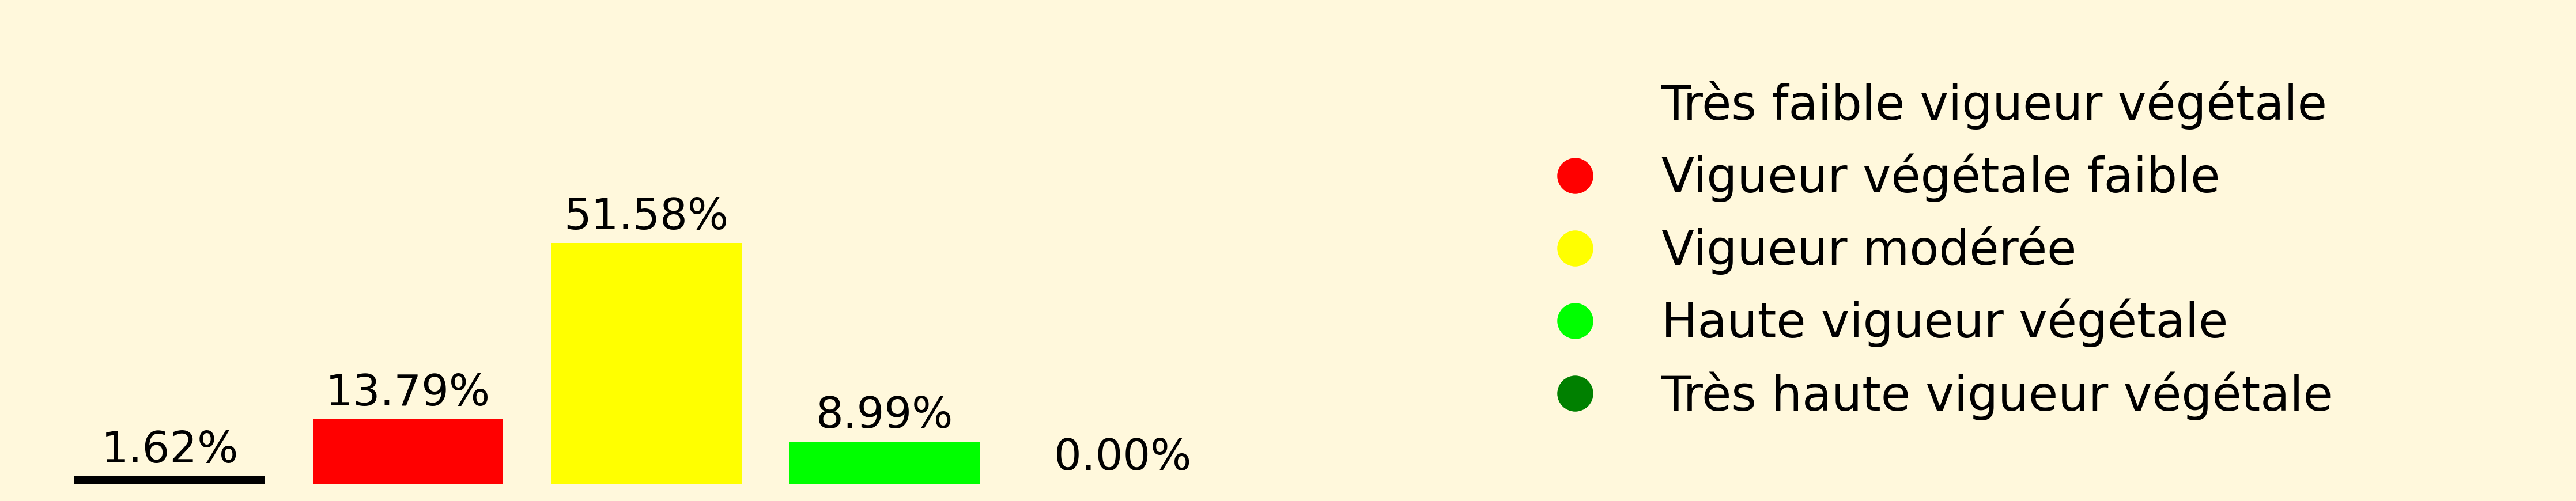 1.62%
13.79%
51.58%
8.99%
0.00%
Très faible vigueur végétale
Vigueur végétale faible
Vigueur modérée
Haute vigueur végétale
Très haute vigueur végétale